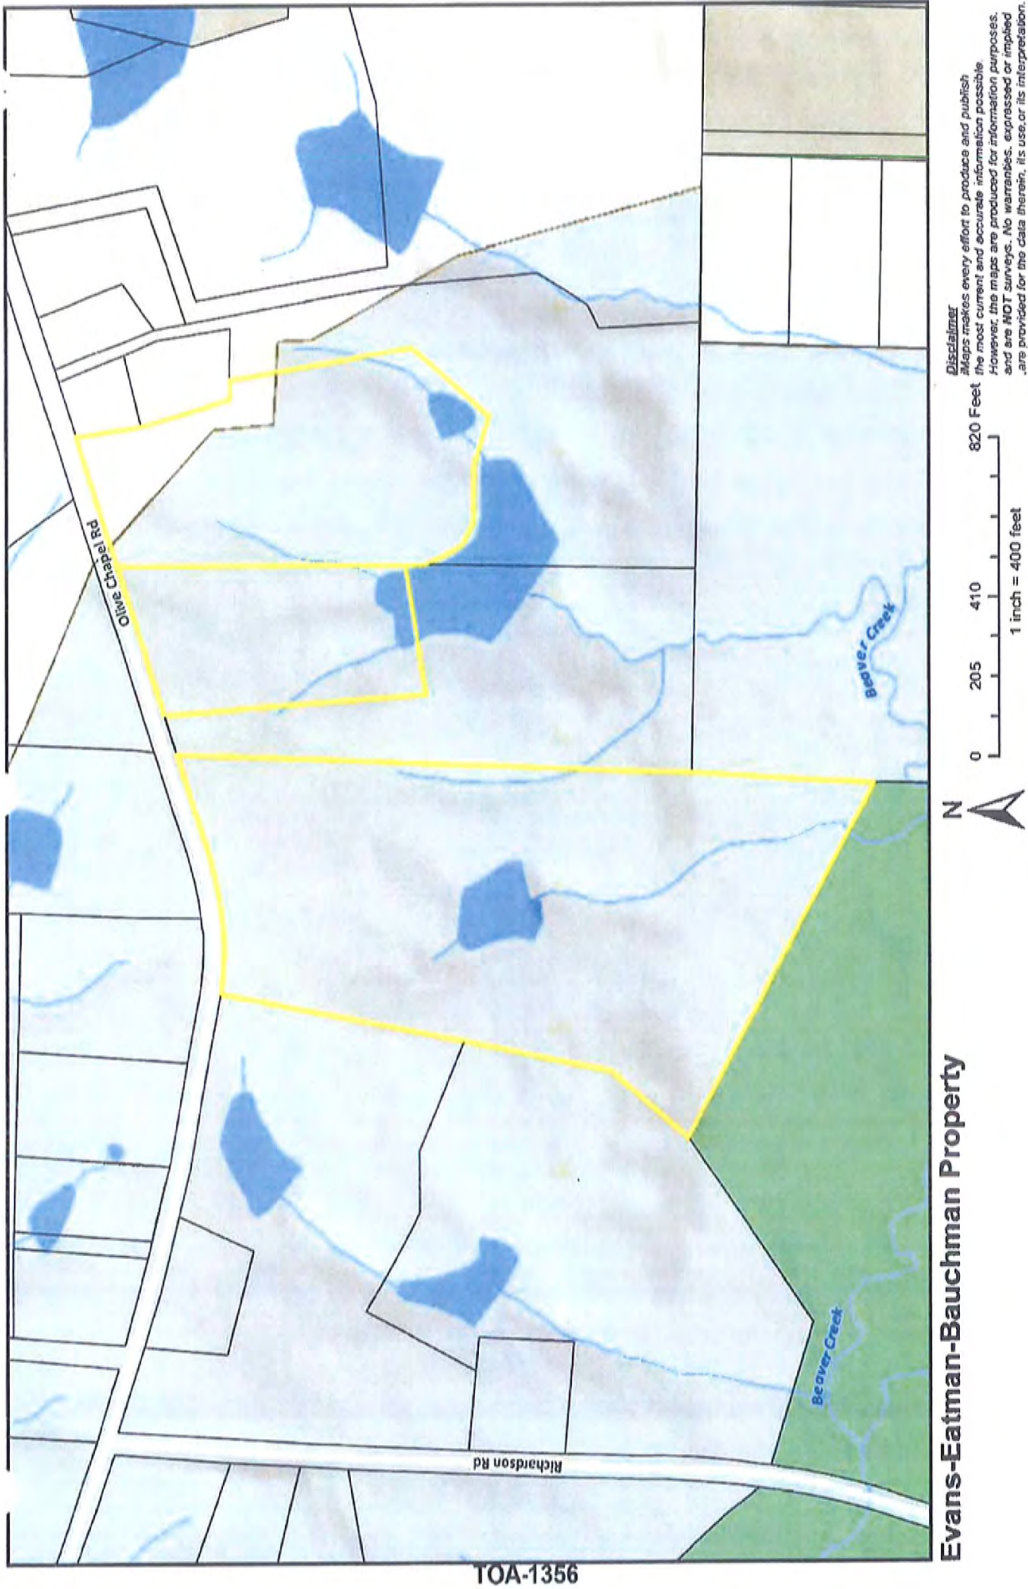 Olive Chapel Rd
Richardson Rd
Beaver Creek
Beaver Creek
Evans-Eatman-Bauchman Property
N
0 205 410 820 Feet
1 inch = 400 feet
Disclaimer
iMaps makes every effort to produce and publish
the most current and accurate information possible.
However, the maps are produced for information purposes,
and are NOT surveys. No warranties, expressed or implied
,are provided for the data therein, its use,or its interpretation.
TOA-1356